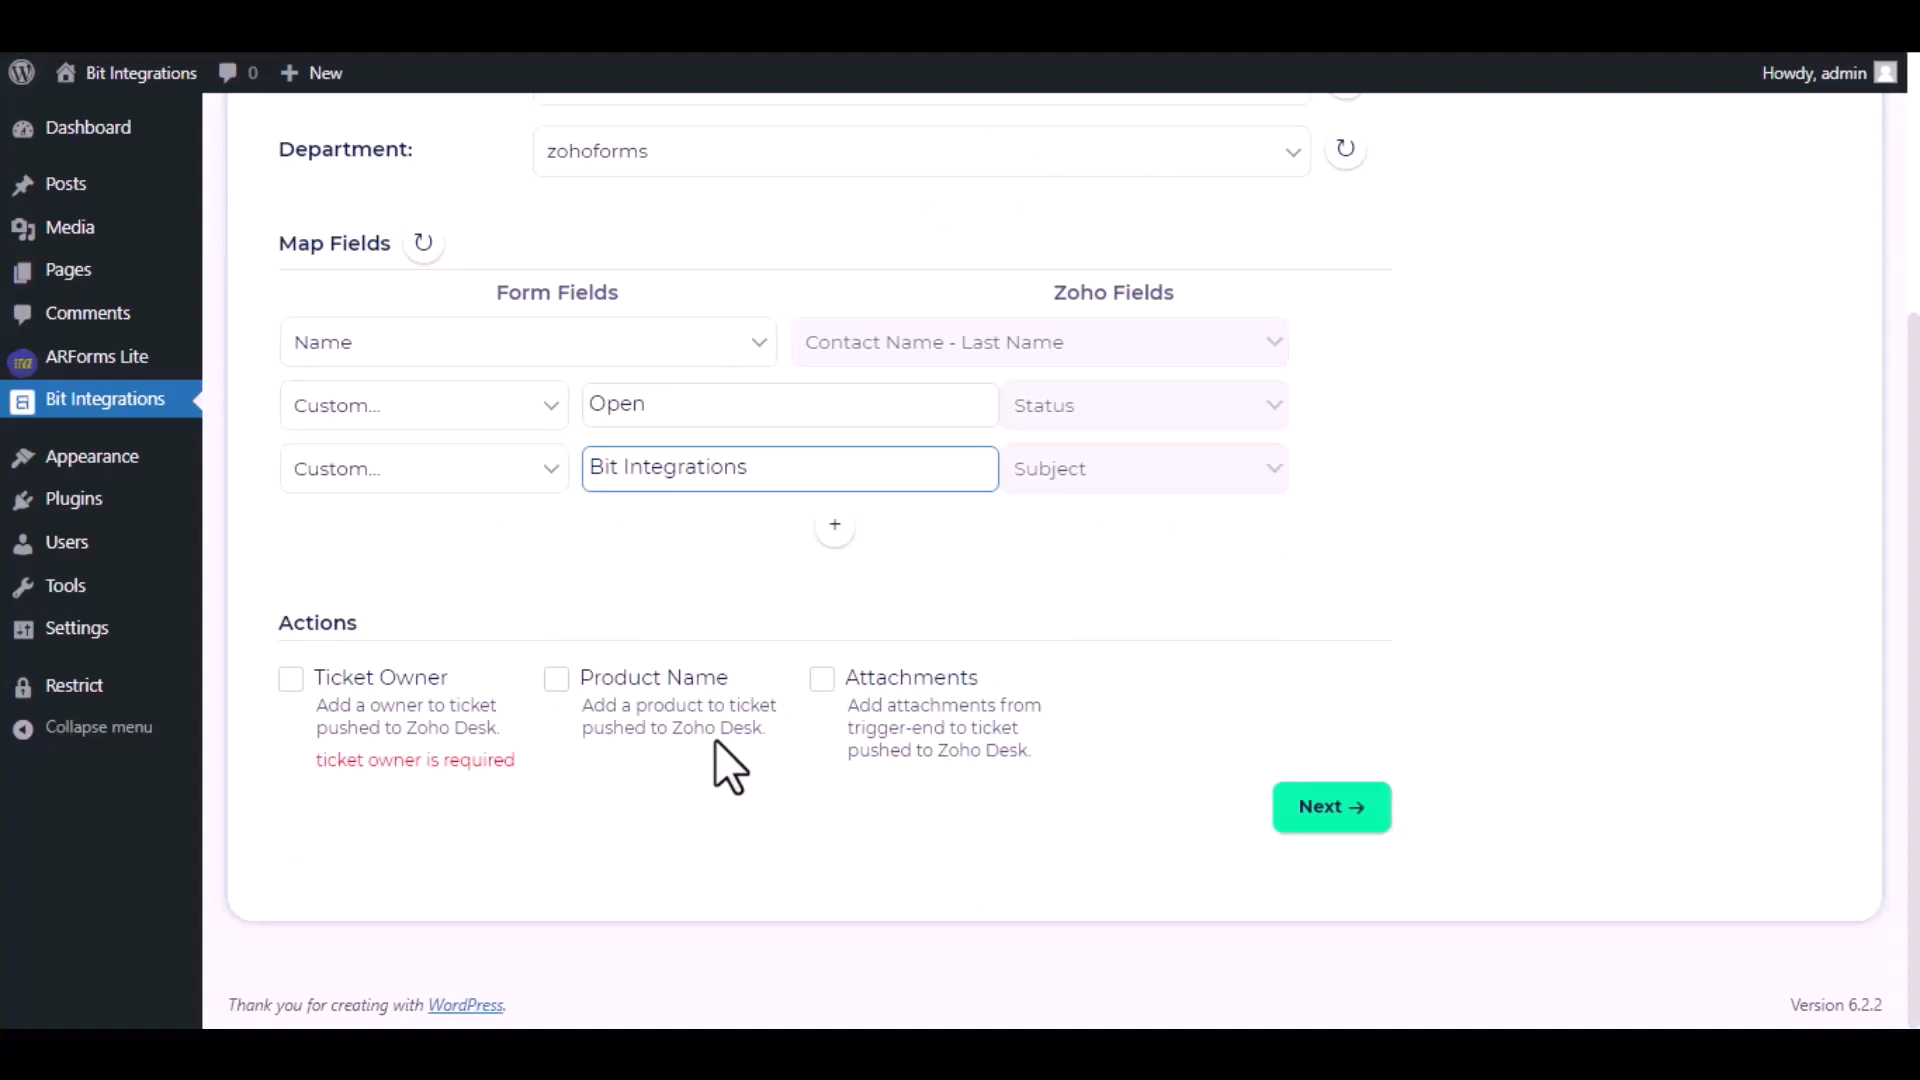 Bit Integrations 0 New Howdy, admin
Dashboard
Posts
Media
Pages
Comments
ARForms Lite
Bit Integrations
Appearance
Plugins
Users
Tools
Settings
Restrict
Collapse menu
Department:
zohoforms
Map Fields
Form Fields Zoho Fields
Name Contact Name - Last Name
Custom... Open Status
Custom... Bit Integrations Subject
+
Actions
Ticket Owner
Add a owner to ticket
pushed to Zoho Desk.
ticket owner is required
Product Name
Add a product to ticket
pushed to Zoho Desk.
Attachments
Add attachments from
trigger-end to ticket
pushed to Zoho Desk.
Next →
Thank you for creating with WordPress.
Version 6.2.2